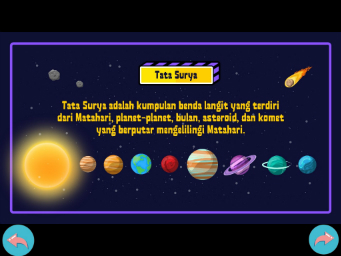 Tata Surya
Tata Surya adalah kumpulan benda langit yang terdiri
dari Matahari, planet-planet, bulan, asteroid, dan komet
yang berputar mengelilingi Matahari.